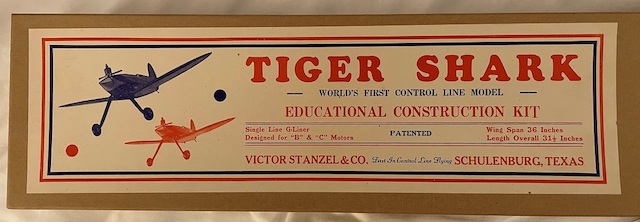 TIGER SHARK
WORLD'S FIRST CONTROL LINE MODEL
EDUCATIONAL CONSTRUCTION KIT
Single Line G-Liner
Designed for "B" & "C" Motors
PATENTED
Wing Span 36 Inches
Length Overall 31½ Inches
VICTOR STANZEL & CO. First In Control Line Flying SCHULENBURG, TEXAS